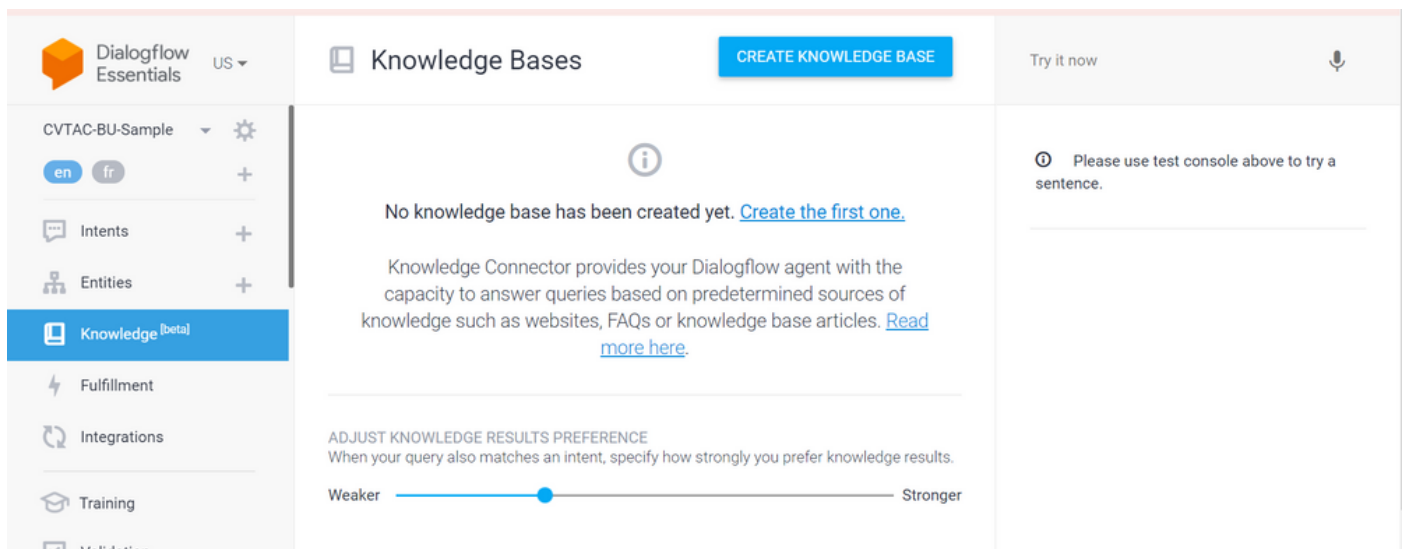 Dialogflow
Essentials
US
CVTAC-BU-Sample
en
fr
Intents
Entities
Knowledge [beta]
Fulfillment
Integrations
Training
Validation
Knowledge Bases
CREATE KNOWLEDGE BASE
No knowledge base has been created yet. Create the first one.
Knowledge Connector provides your Dialogflow agent with the
capacity to answer queries based on predetermined sources of
knowledge such as websites, FAQs or knowledge base articles. Read
more here.
ADJUST KNOWLEDGE RESULTS PREFERENCE
When your query also matches an intent, specify how strongly you prefer knowledge results.
Weaker
Stronger
Try it now
Please use test console above to try a
sentence.